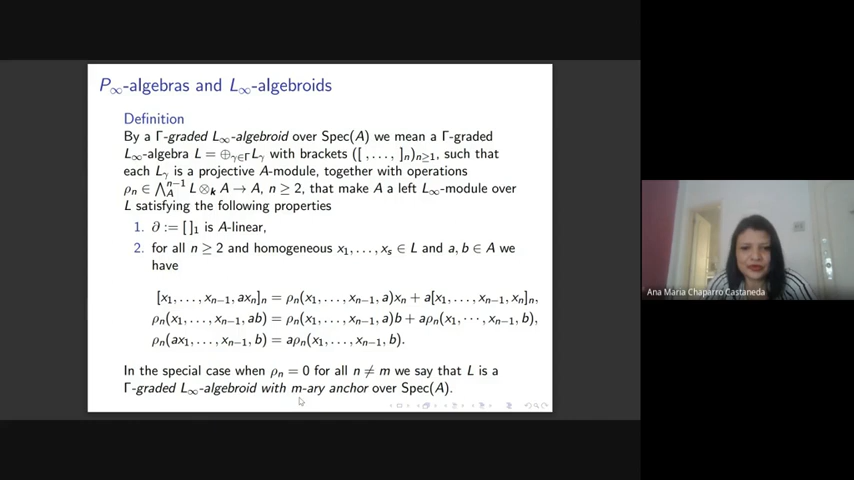 P∞-algebras and L∞-algebroids
Definition
By a Γ-graded L∞-algebroid over Spec(A) we mean a Γ-graded
L∞-algebra L = ⊕γ∈Γ Lγ with brackets ([ , . . . , ]n)n≥1, such that
each Lγ is a projective A-module, together with operations
ρn ∈ ⋀_A^{n−1} L ⊗k A → A, n ≥ 2, that make A a left L∞-module over
L satisfying the following properties
1. ∂ := [ ]1 is A-linear,
2. for all n ≥ 2 and homogeneous x1, . . . , xs ∈ L and a, b ∈ A we
have
[x1, . . . , xn−1, axn]n = ρn(x1, . . . , xn−1, a)xn + a[x1, . . . , xn−1, xn]n,
ρn(x1, . . . , xn−1, ab) = ρn(x1, . . . , xn−1, a)b + aρn(x1, · · · , xn−1, b),
ρn(ax1, . . . , xn−1, b) = aρn(x1, . . . , xn−1, b).
In the special case when ρn = 0 for all n ≠ m we say that L is a
Γ-graded L∞-algebroid with m-ary anchor over Spec(A).
Ana Maria Chaparro Castaneda